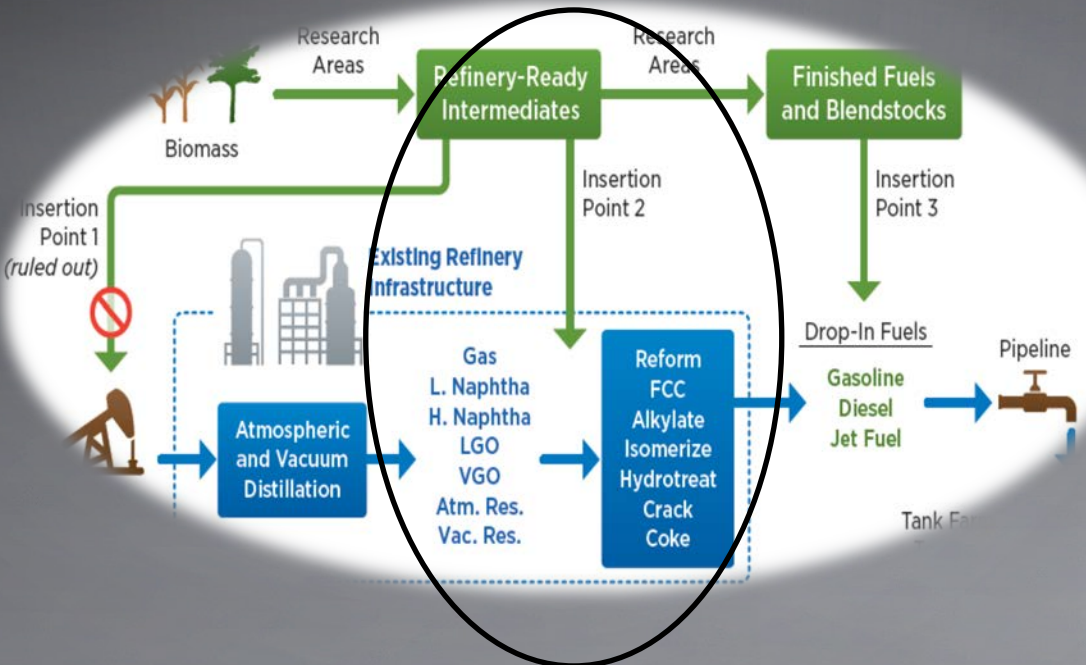 Research
Areas
Research
Areas
Refinery-Ready
Intermediates
Finished Fuels
and Blendstocks
Biomass
Insertion
Point 1
(ruled out)
Insertion
Point 2
Insertion
Point 3
Existing Refinery
Infrastructure
Drop-In Fuels
Gasoline
Diesel
Jet Fuel
Pipeline
Atmospheric
and Vacuum
Distillation
Gas
L. Naphtha
H. Naphtha
LGO
VGO
Atm. Res.
Vac. Res.
Reform
FCC
Alkylate
Isomerize
Hydrotreat
Crack
Coke
Tank